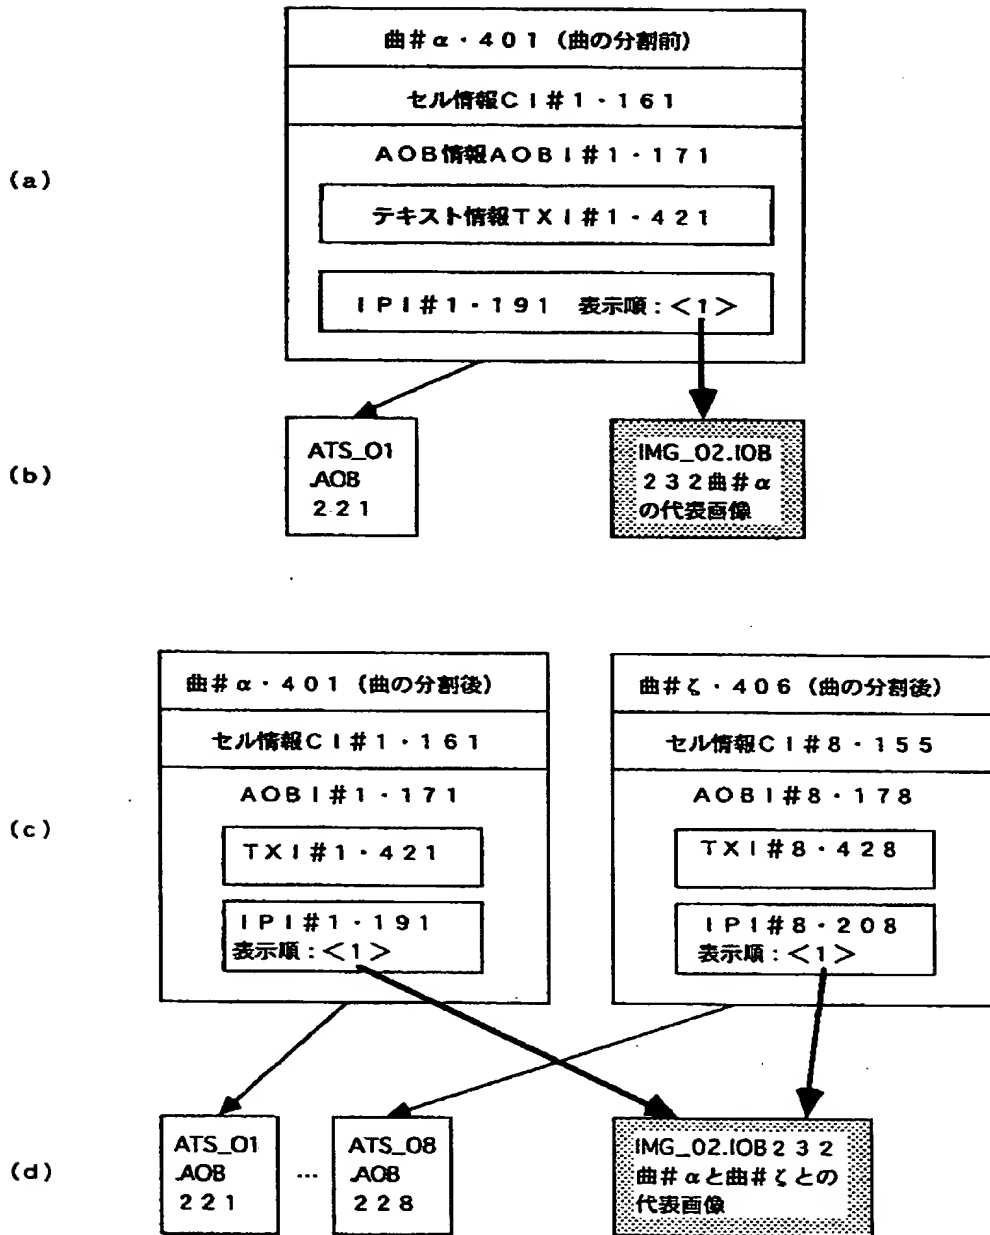 (a)
曲#α・401（曲の分割前）
セル情報CI#1・161
AOB情報AOBI#1・171
テキスト情報TXI#1・421
IPI#1・191 表示順：<1>
(b)
ATS_01
.AOB
221
IMG_02.IOB
232曲#α
の代表画像
(c)
曲#α・401（曲の分割後）
セル情報CI#1・161
AOBI#1・171
TXI#1・421
IPI#1・191
表示順：<1>
曲#ζ・406（曲の分割後）
セル情報CI#8・155
AOBI#8・178
TXI#8・428
IPI#8・208
表示順：<1>
(d)
ATS_01
.AOB
221
...
ATS_08
.AOB
228
IMG_02.IOB232
曲#αと曲#ζとの
代表画像